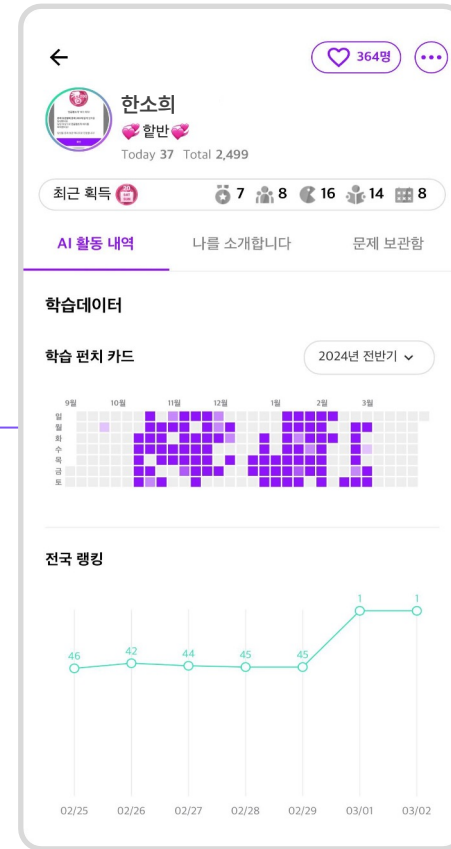 364명
한소희
💞 핱반 💞
Today 37 Total 2,499
최근 획득 30 7 8 16 14 8
AI 활동 내역 나를 소개합니다 문제 보관함
학습데이터
학습 펀치 카드 2024년 전반기
9월 10월 11월 12월 1월 2월 3월
일
월
화
수
목
금
토
전국 랭킹
46 42 44 45 45 1 1
02/25 02/26 02/27 02/28 02/29 03/01 03/02